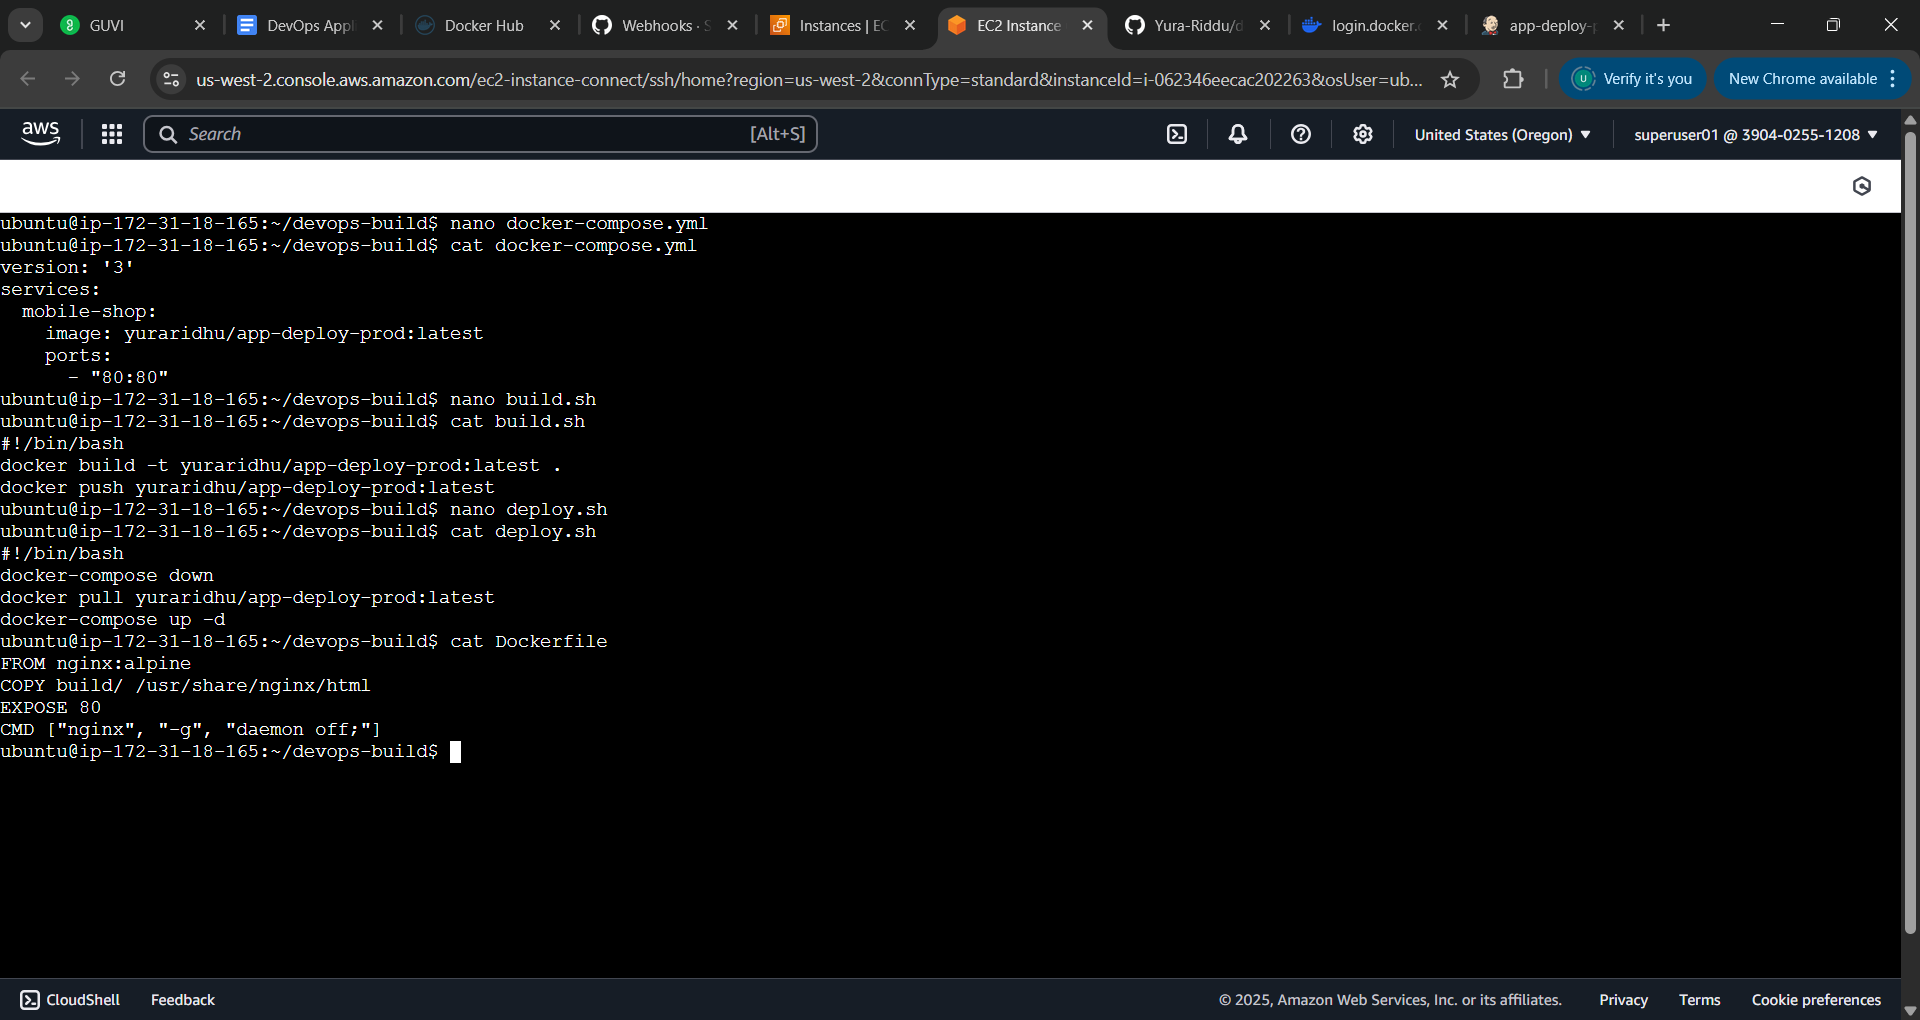 GUVI
DevOps Appl
Docker Hub
Webhooks · S
Instances | EC
EC2 Instance
Yura-Riddu/d
login.docker.
app-deploy-p
us-west-2.console.aws.amazon.com/ec2-instance-connect/ssh/home?region=us-west-2&connType=standard&instanceId=i-062346eecac202263&osUser=ub...
U
Verify it's you
New Chrome available
aws
Search
[Alt+S]
United States (Oregon)
superuser01 @ 3904-0255-1208
ubuntu@ip-172-31-18-165:~/devops-build$ nano docker-compose.yml
ubuntu@ip-172-31-18-165:~/devops-build$ cat docker-compose.yml
version: '3'
services:
  mobile-shop:
    image: yuraridhu/app-deploy-prod:latest
    ports:
      - "80:80"
ubuntu@ip-172-31-18-165:~/devops-build$ nano build.sh
ubuntu@ip-172-31-18-165:~/devops-build$ cat build.sh
#!/bin/bash
docker build -t yuraridhu/app-deploy-prod:latest .
docker push yuraridhu/app-deploy-prod:latest
ubuntu@ip-172-31-18-165:~/devops-build$ nano deploy.sh
ubuntu@ip-172-31-18-165:~/devops-build$ cat deploy.sh
#!/bin/bash
docker-compose down
docker pull yuraridhu/app-deploy-prod:latest
docker-compose up -d
ubuntu@ip-172-31-18-165:~/devops-build$ cat Dockerfile
FROM nginx:alpine
COPY build/ /usr/share/nginx/html
EXPOSE 80
CMD ["nginx", "-g", "daemon off;"]
ubuntu@ip-172-31-18-165:~/devops-build$
CloudShell
Feedback
© 2025, Amazon Web Services, Inc. or its affiliates.
Privacy
Terms
Cookie preferences